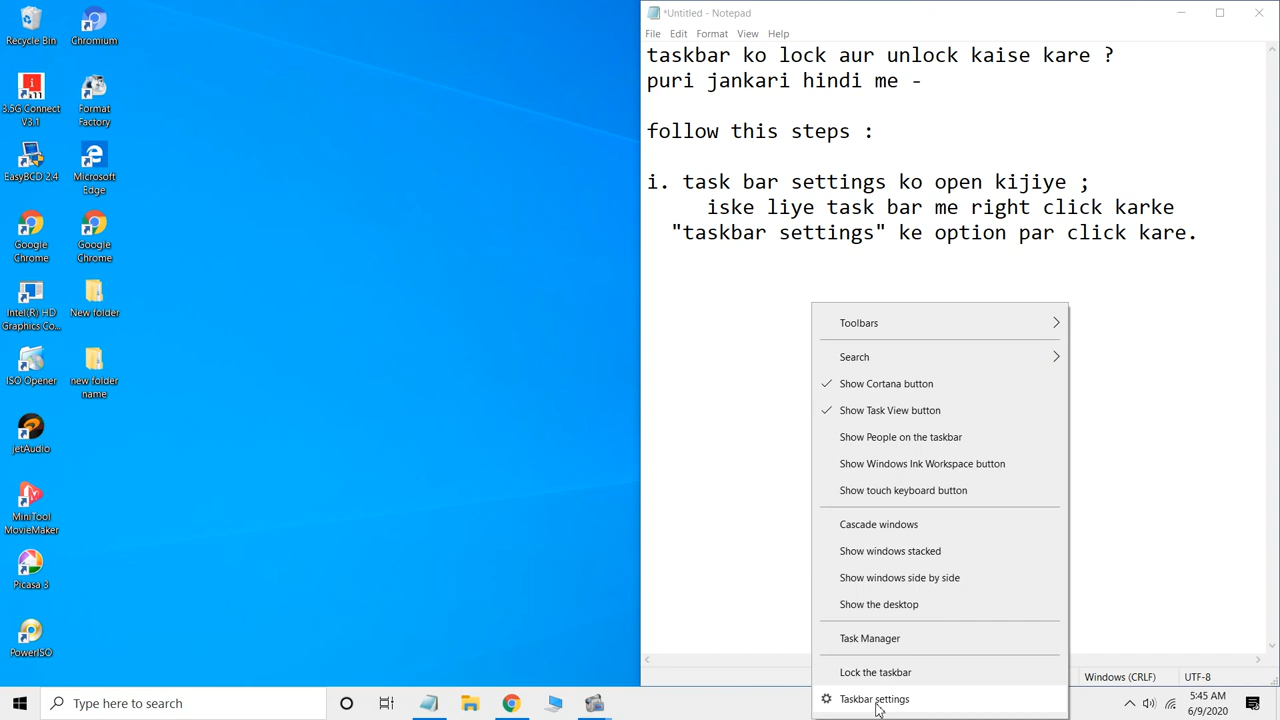 Recycle Bin
Chromium
3.5G Connect
V3.1
Format
Factory
EasyBCD 2.4
Microsoft
Edge
Google
Chrome
Google
Chrome
Intel(R) HD
Graphics Co...
New folder
ISO Opener
new folder
name
JetAudio
MiniTool
MovieMaker
Picasa 3
PowerISO
*Untitled - Notepad
File Edit Format View Help
taskbar ko lock aur unlock kaise kare ?
puri jankari hindi me -
follow this steps :
i. task bar settings ko open kijiye ;
iske liye task bar me right click karke
"taskbar settings" ke option par click kare.
Toolbars
Search
Show Cortana button
Show Task View button
Show People on the taskbar
Show Windows Ink Workspace button
Show touch keyboard button
Cascade windows
Show windows stacked
Show windows side by side
Show the desktop
Task Manager
Lock the taskbar
Taskbar settings
Windows (CRLF) UTF-8
Type here to search
5:45 AM
6/9/2020